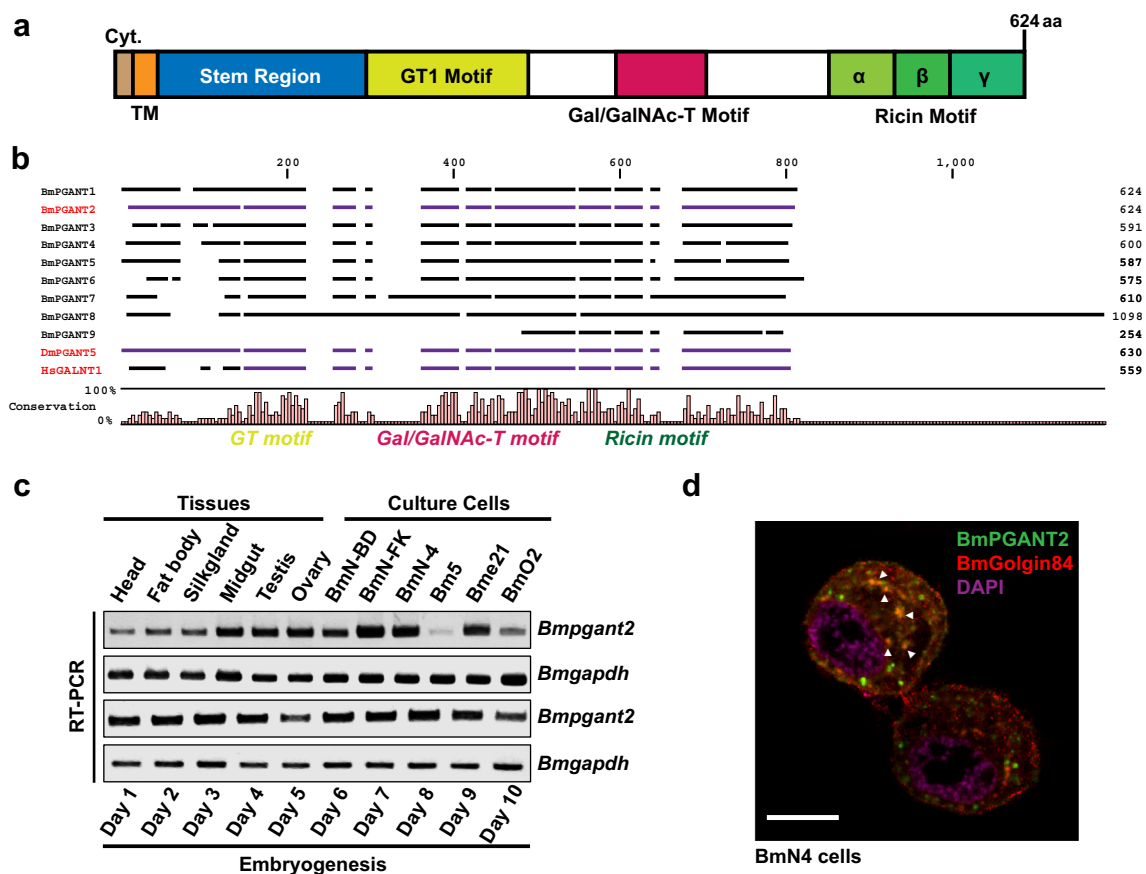 a
Cyt.
624 aa
Stem Region
GT1 Motif
α
β
γ
TM
Gal/GalNAc-T Motif
Ricin Motif
b
200
400
600
800
1,000
BmPGANT1
624
BmPGANT2
624
BmPGANT3
591
BmPGANT4
600
BmPGANT5
587
BmPGANT6
575
BmPGANT7
610
BmPGANT8
1098
BmPGANT9
254
DmPGANT5
630
HsGALNT1
559
100%
Conservation
0%
GT motif
Gal/GalNAc-T motif
Ricin motif
c
Tissues
Culture Cells
Head
Fat body
Silkgland
Midgut
Testis
Ovary
BmN-BD
BmN-FK
BmN-4
Bm5
Bme21
BmO2
RT-PCR
Bmpgant2
Bmgapdh
Bmpgant2
Bmgapdh
Day 1
Day 2
Day 3
Day 4
Day 5
Day 6
Day 7
Day 8
Day 9
Day 10
Embryogenesis
d
BmPGANT2
BmGolgin84
DAPI
BmN4 cells